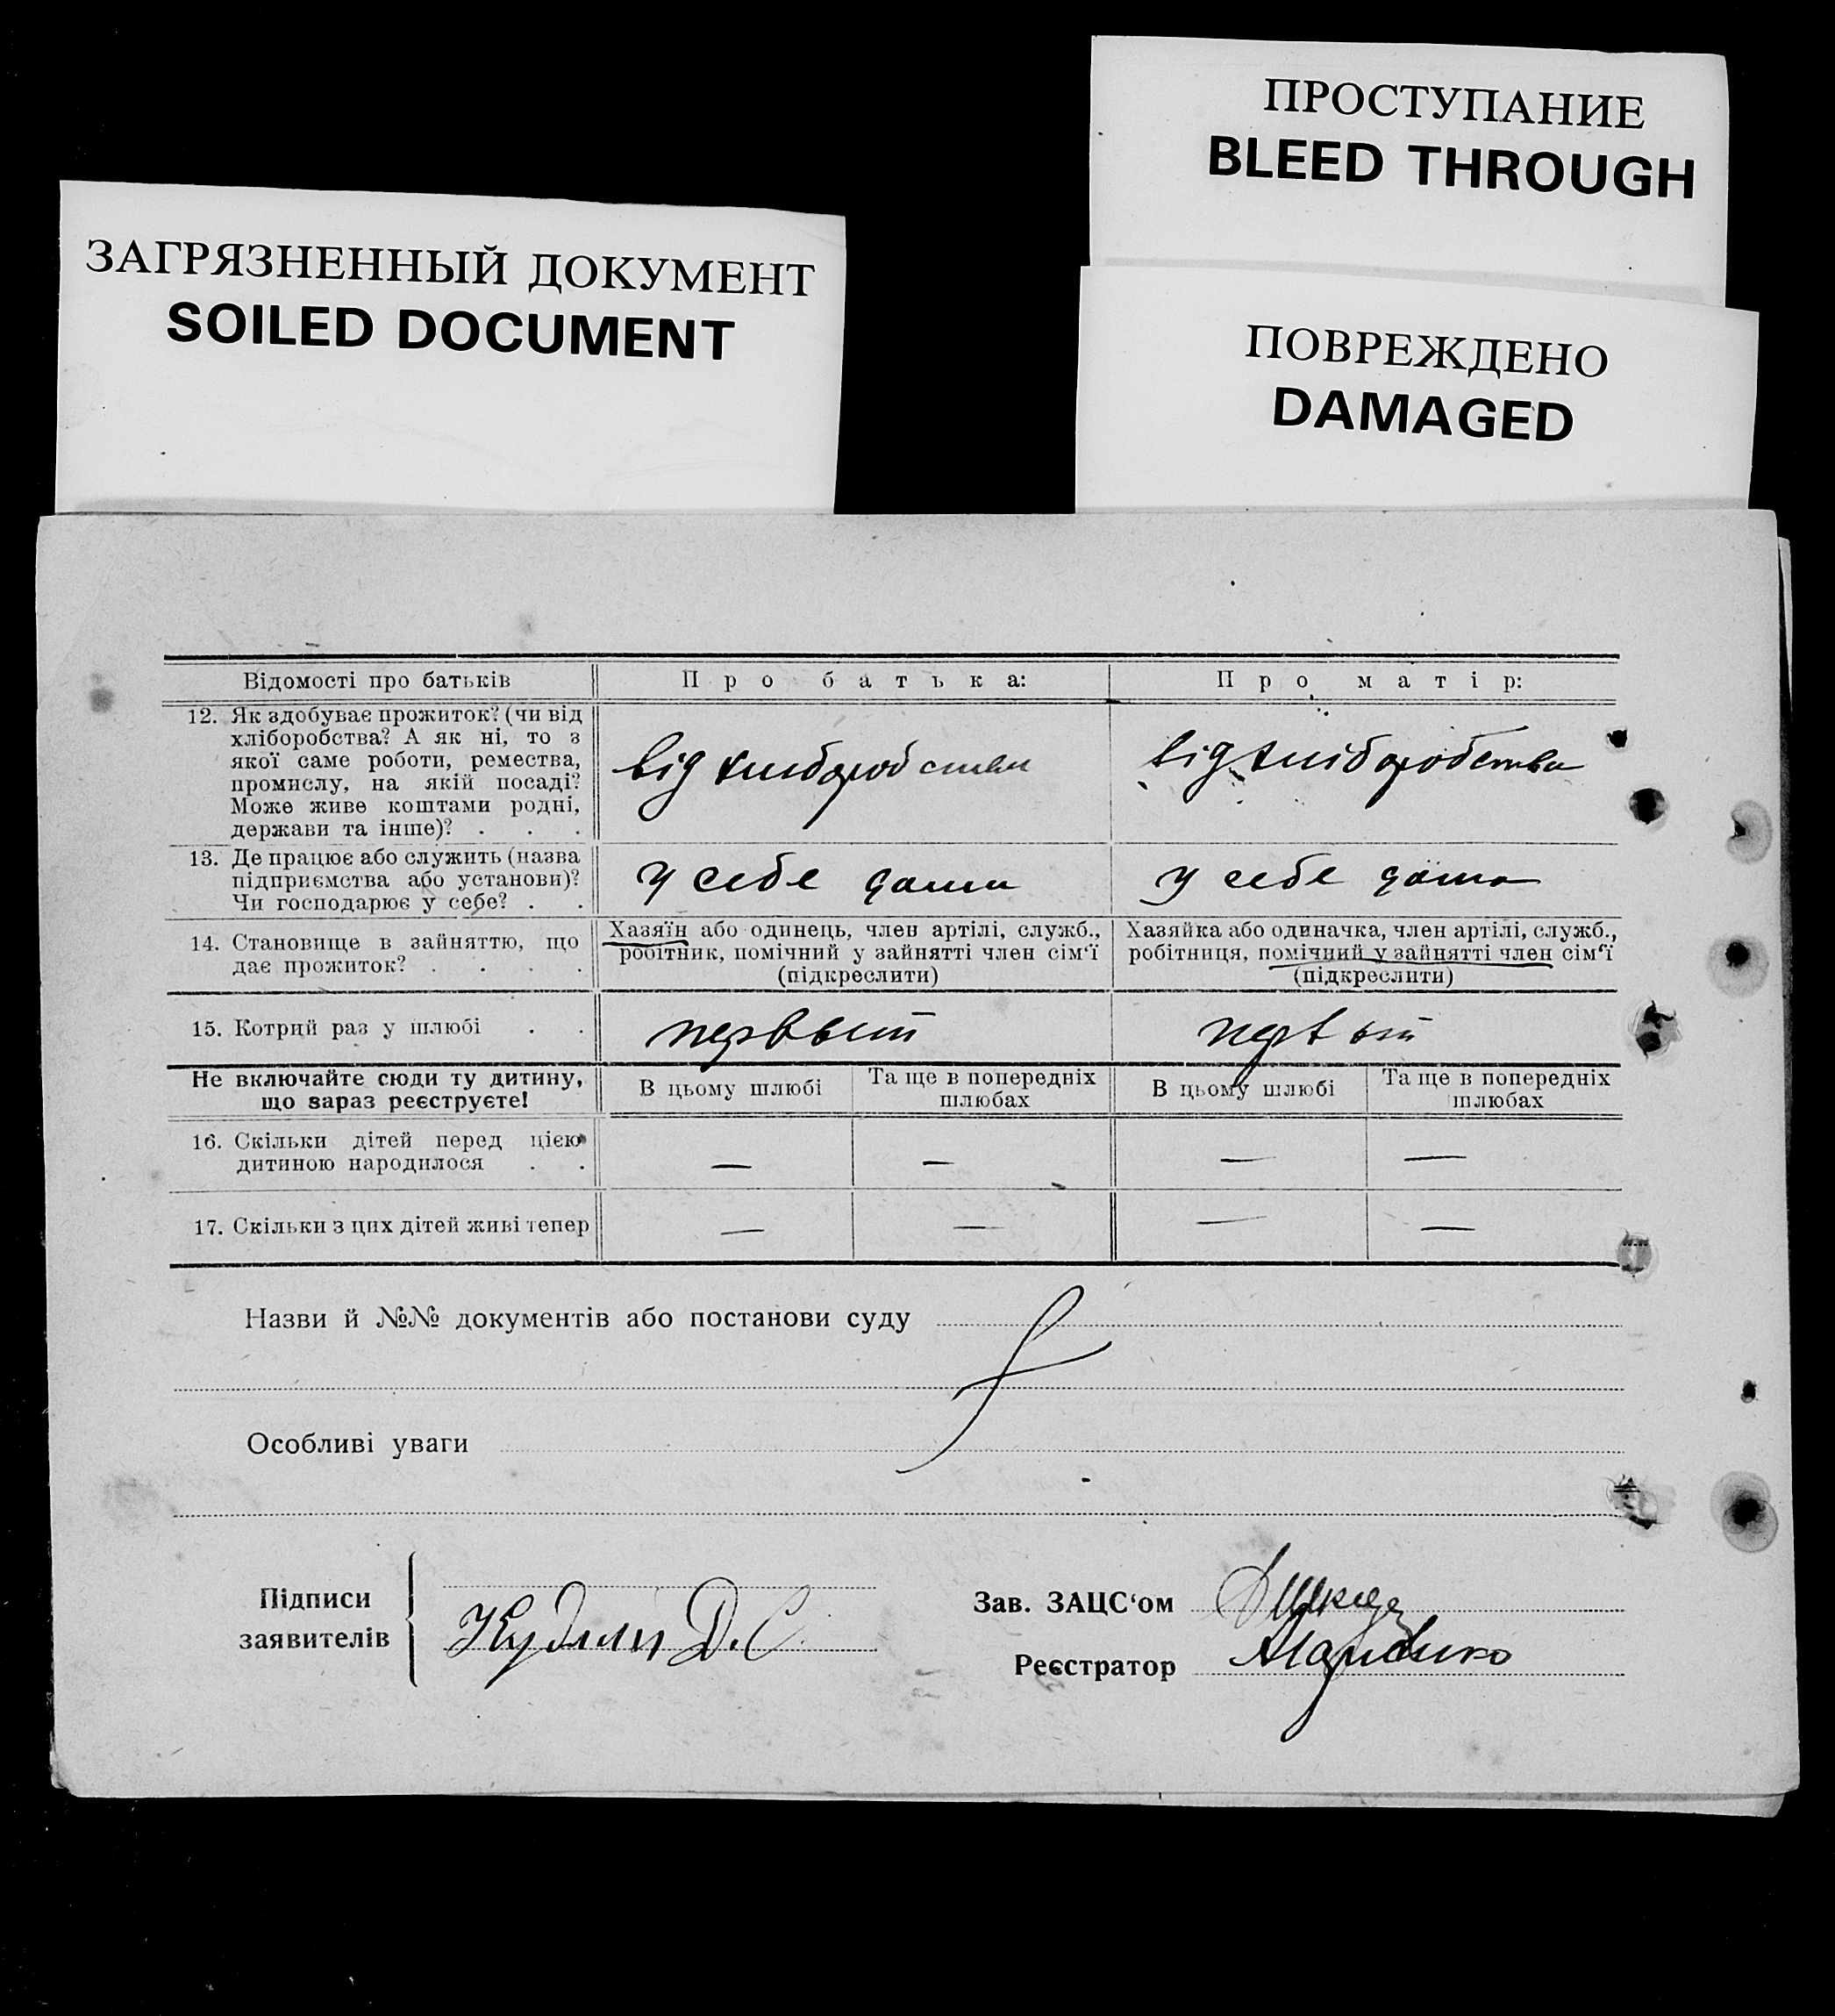 ПРОСТУПАНИЕ
BLEED THROUGH
ЗАГРЯЗНЕННЫЙ ДОКУМЕНТ
SOILED DOCUMENT
ПОВРЕЖДЕНО
DAMAGED
Відомості про батьків
Про батька:
Про матір:
12. Як здобуває прожиток? (чи від
хліборобства? А як ні, то з
якої саме роботи, ремества,
промислу, на якій посаді?
Може живе коштами родні,
держави та інше)? . . .
від хліборобства
від хліборобства
13. Де працює або служить (назва
підприємства або установи)?
Чи господарює у себе? . .
у себе дома
у себе дома
14. Становище в зайняттю, що
дає прожиток? . . . .
Хазяїн або одинець, член артілі, служб.,
робітник, помічний у зайнятті член сім‘ї
(підкреслити)
Хазяйка або одиначка, член артілі, служб.,
робітниця, помічний у зайнятті член сім‘ї
(підкреслити)
15. Котрий раз у шлюбі . .
первый
первый
Не включайте сюди ту дитину,
що зараз реєструєте!
В цьому шлюбі
Та ще в попередніх
шлюбах
В цьому шлюбі
Та ще в попередніх
шлюбах
16. Скільки дітей перед цією
дитиною народилося . .
— — — —
17. Скільки з цих дітей живі тепер
— — — —
Назви й №№ документів або постанови суду
Особливі уваги
Підписи
заявителів
Д. С.
Зав. ЗАЦС‘ом
Реєстратор